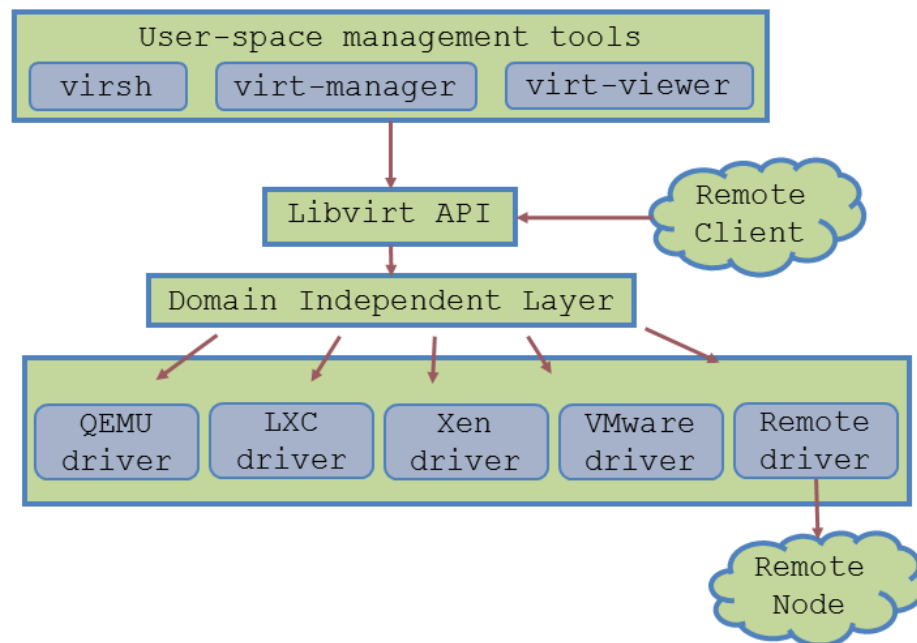 User-space management tools
virsh
virt-manager
virt-viewer
Libvirt API
Remote
Client
Domain Independent Layer
QEMU
driver
LXC
driver
Xen
driver
VMware
driver
Remote
driver
Remote
Node